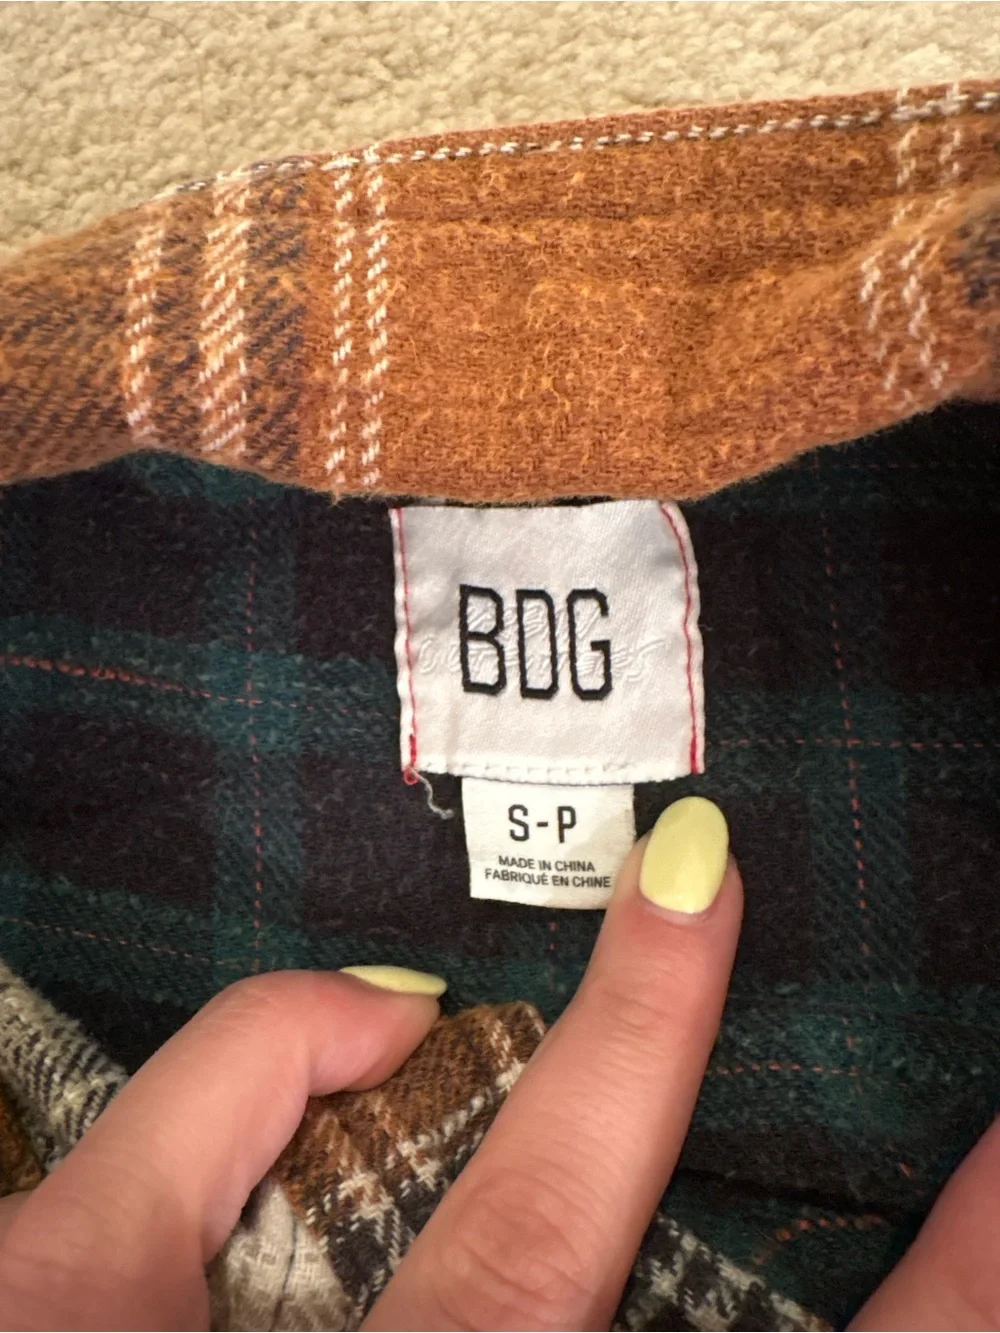 BDG
S-P
MADE IN CHINA
FABRIQUÉ EN CHINE